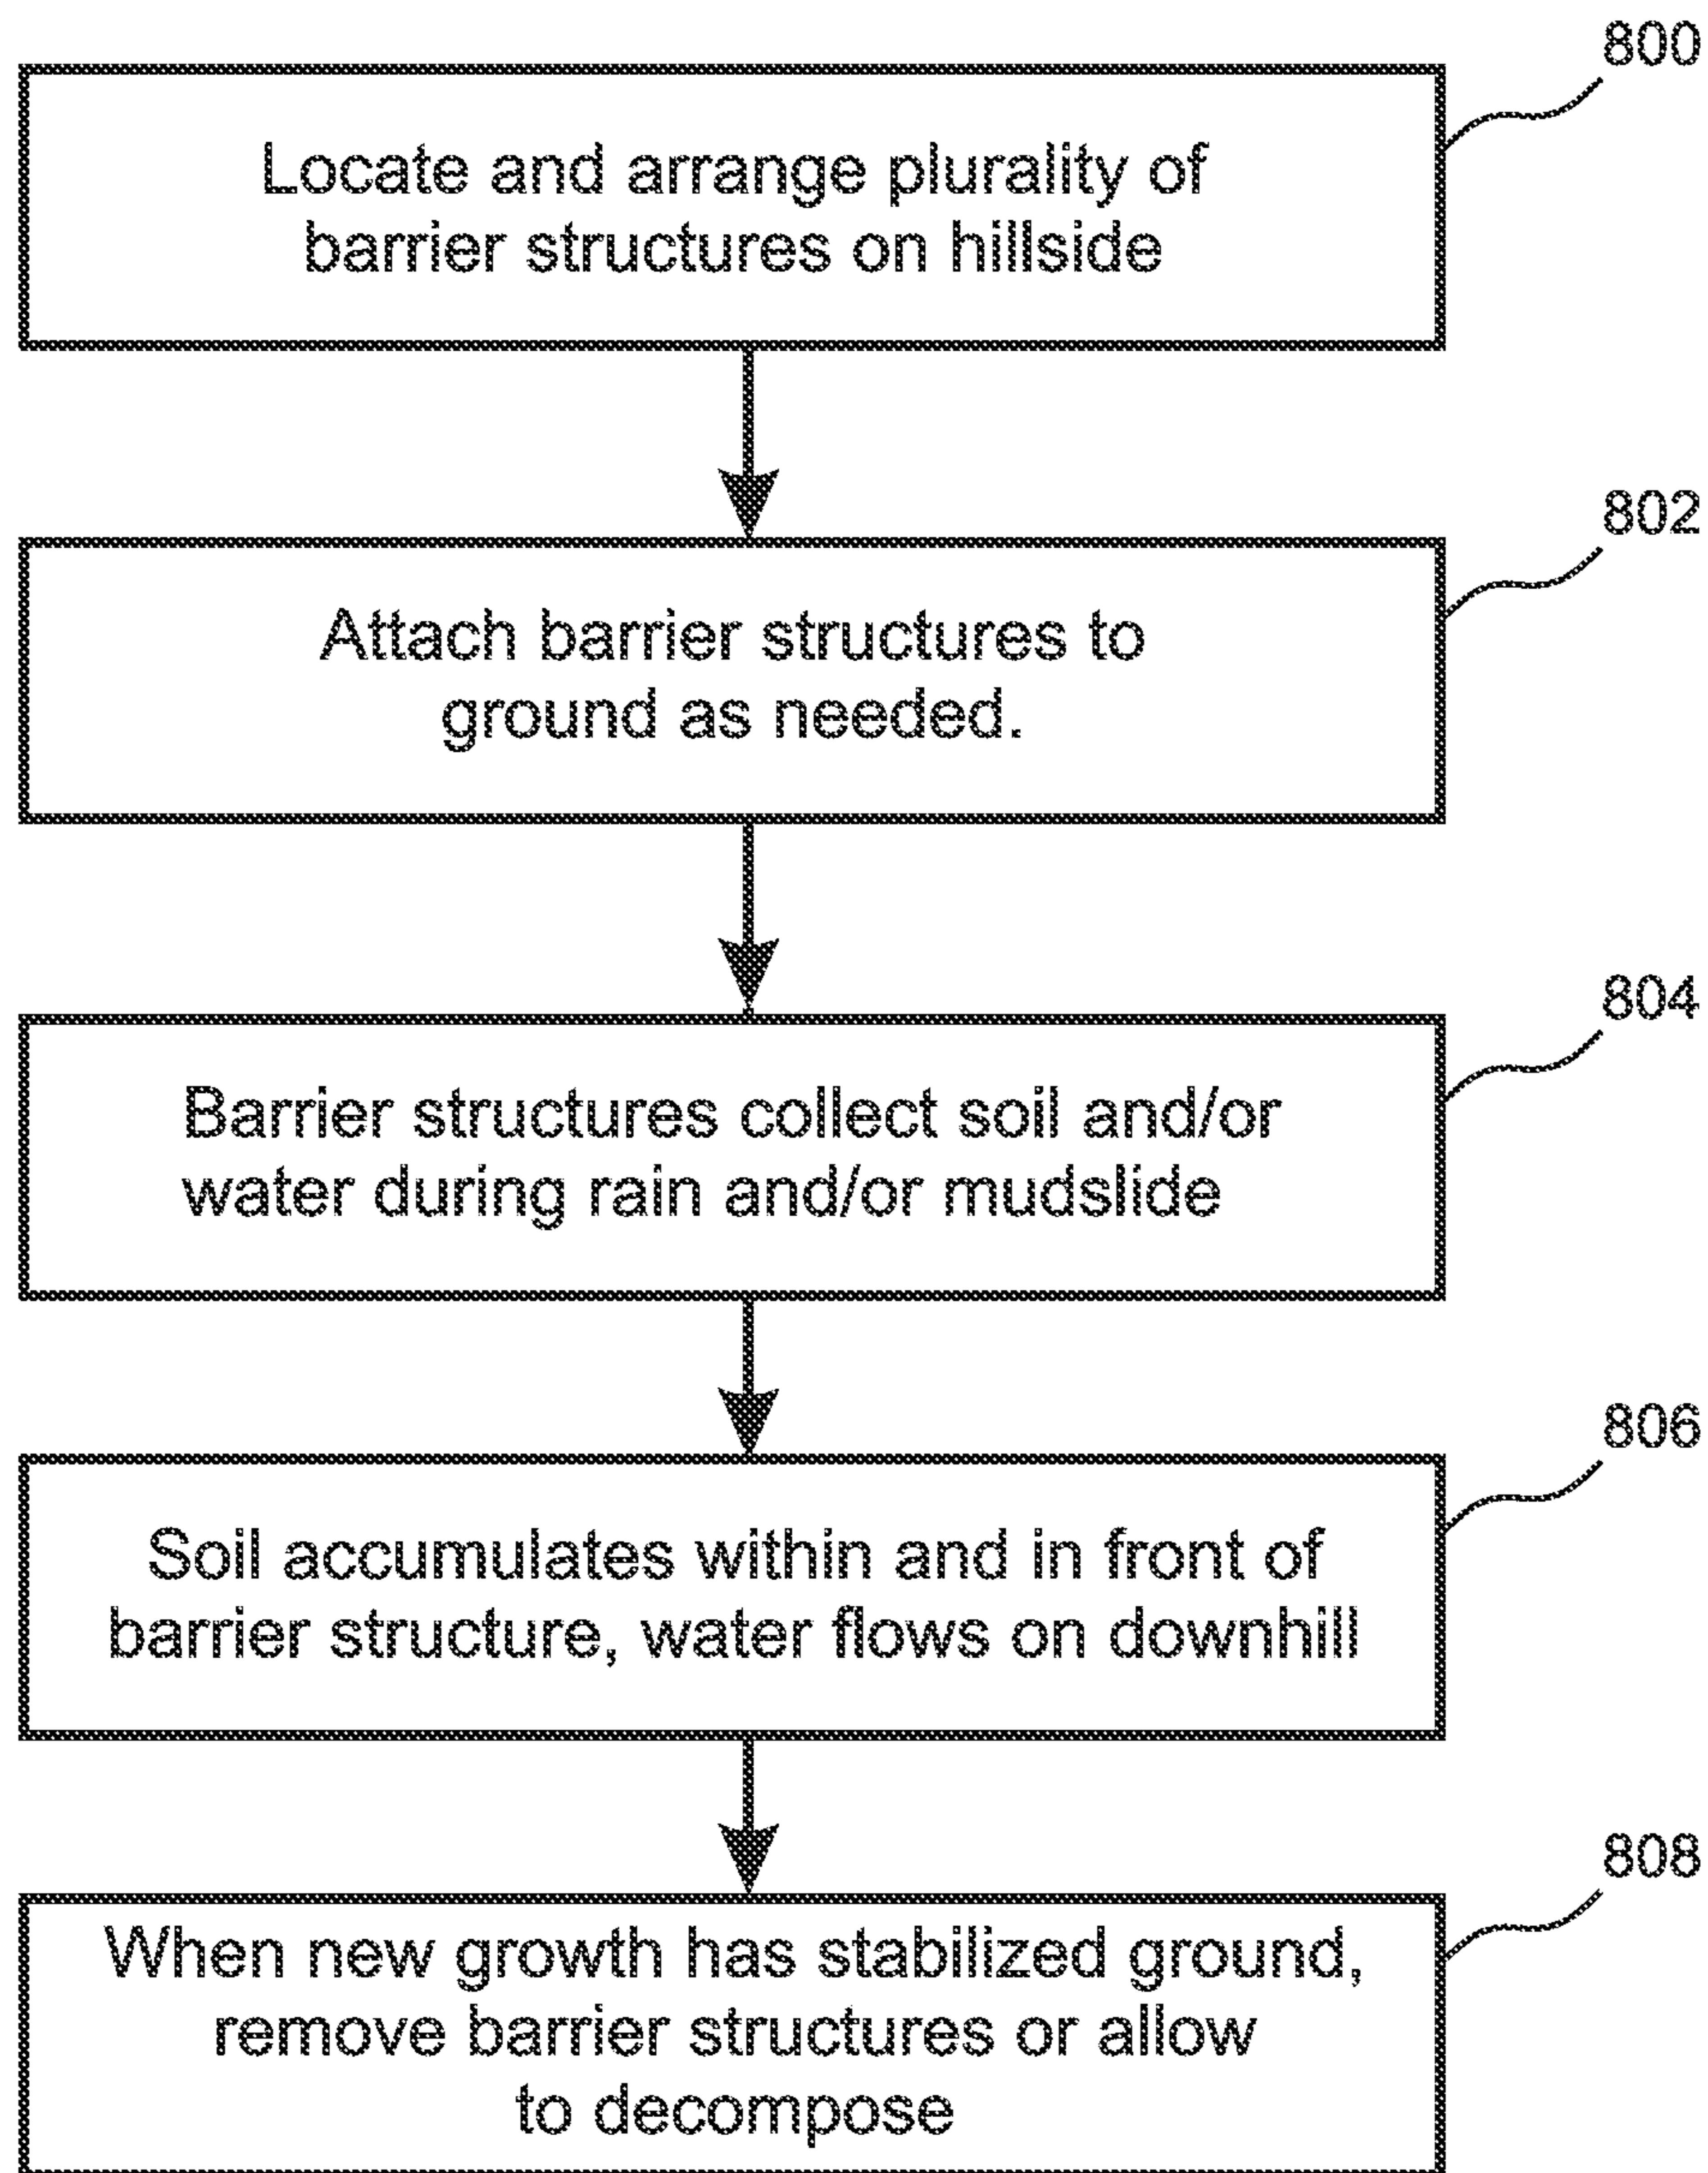 800
Locate and arrange plurality of
barrier structures on hillside
802
Attach barrier structures to
ground as needed.
804
Barrier structures collect soil and/or
water during rain and/or mudslide
806
Soil accumulates within and in front of
barrier structure, water flows on downhill
808
When new growth has stabilized ground,
remove barrier structures or allow
to decompose